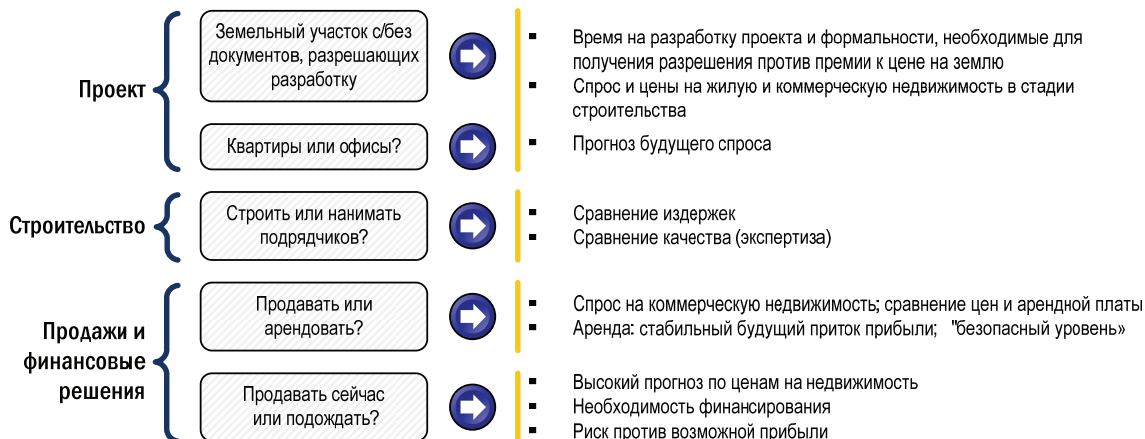 Проект
Земельный участок с/без
документов, разрешающих
разработку
▪ Время на разработку проекта и формальности, необходимые для
получения разрешения против премии к цене на землю
▪ Спрос и цены на жилую и коммерческую недвижимость в стадии
строительства
Квартиры или офисы?
▪ Прогноз будущего спроса
Строительство
Строить или нанимать
подрядчиков?
▪ Сравнение издержек
▪ Сравнение качества (экспертиза)
Продажи и
финансовые
решения
Продавать или
арендовать?
▪ Спрос на коммерческую недвижимость; сравнение цен и арендной платы
▪ Аренда: стабильный будущий приток прибыли; "безопасный уровень»
Продавать сейчас
или подождать?
▪ Высокий прогноз по ценам на недвижимость
▪ Необходимость финансирования
▪ Риск против возможной прибыли